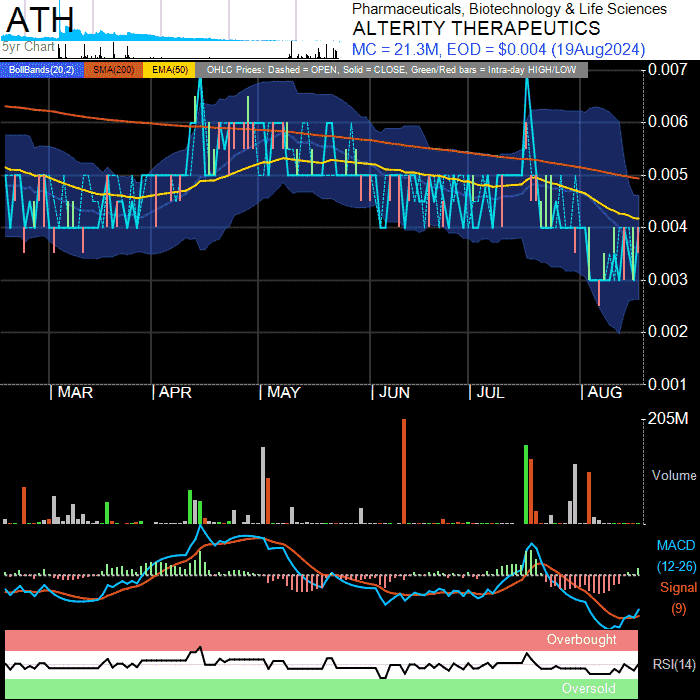 ATH
Pharmaceuticals, Biotechnology & Life Sciences
ALTERITY THERAPEUTICS
MC = 21.3M, EOD = $0.004 (19Aug2024)
5yr Chart
BollBands(20,2) SMA(200) EMA(50) OHLC Prices: Dashed = OPEN, Solid = CLOSE, Green/Red bars = Intra-day HIGH/LOW
0.007
0.006
0.005
0.004
0.003
0.002
0.001
MAR APR MAY JUN JUL AUG
205M
Volume
MACD
(12-26)
Signal
(9)
Overbought
RSI(14)
Oversold